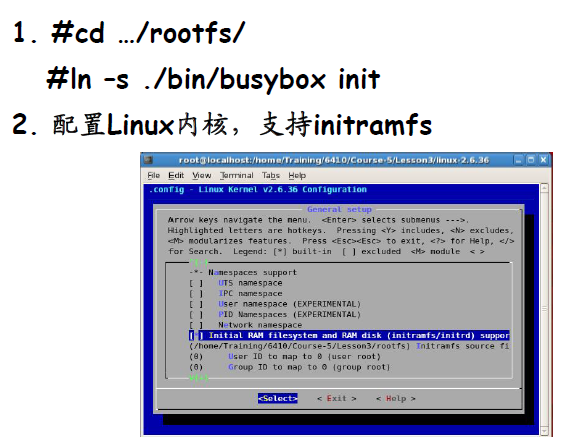 1. #cd …/rootfs/
#ln –s ./bin/busybox init
2. 配置Linux内核，支持initramfs
root@localhost:/home/Training/6410/Course-5/Lesson3/linux-2.6.36
File Edit View Terminal Tabs Help
.config - Linux Kernel v2.6.36 Configuration
General setup
Arrow keys navigate the menu. <Enter> selects submenus --->.
Highlighted letters are hotkeys. Pressing <Y> includes, <N> excludes,
<M> modularizes features. Press <Esc><Esc> to exit, <?> for Help, </>
for Search. Legend: [*] built-in [ ] excluded <M> module < >
-*- Namespaces support
[ ] UTS namespace
[ ] IPC namespace
[ ] User namespace (EXPERIMENTAL)
[ ] PID Namespaces (EXPERIMENTAL)
[ ] Network namespace
[*] Initial RAM filesystem and RAM disk (initramfs/initrd) suppor
(/home/Training/6410/Course-5/Lesson3/rootfs) Initramfs source fi
(0) User ID to map to 0 (user root)
(0) Group ID to map to 0 (group root)
<Select> < Exit > < Help >